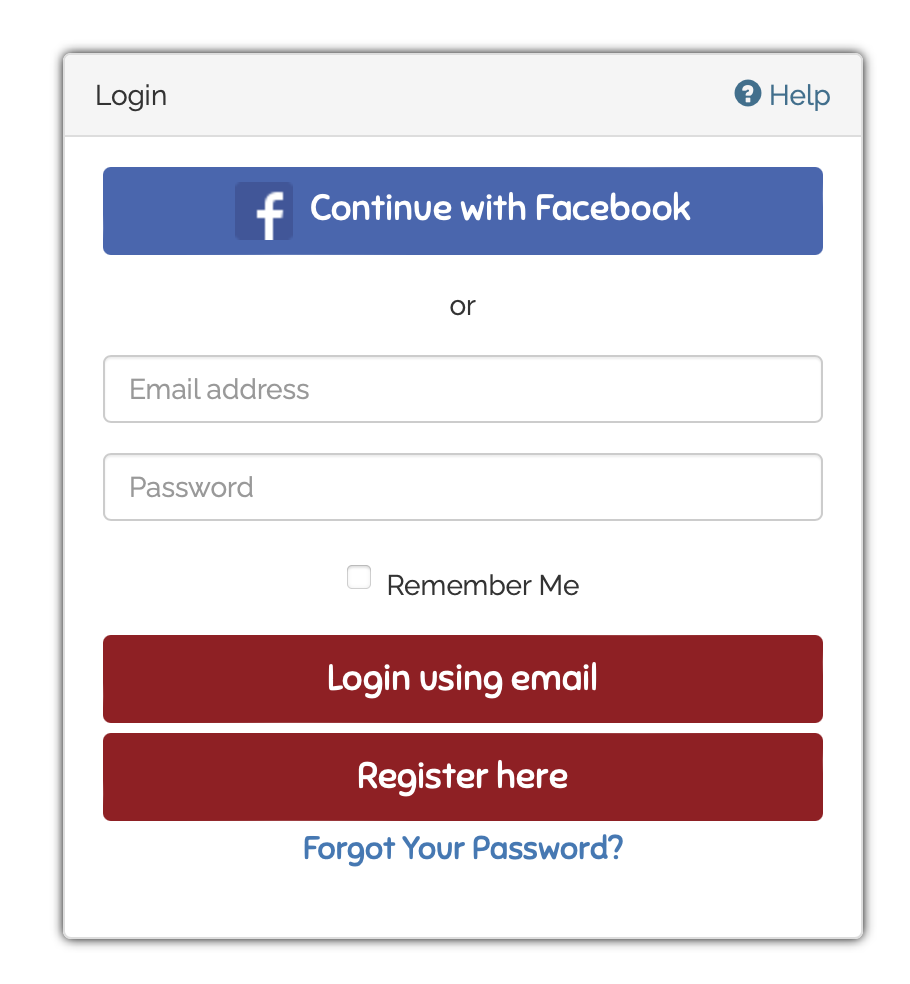 Login
Help
Continue with Facebook
or
Email address
Password
Remember Me
Login using email
Register here
Forgot Your Password?